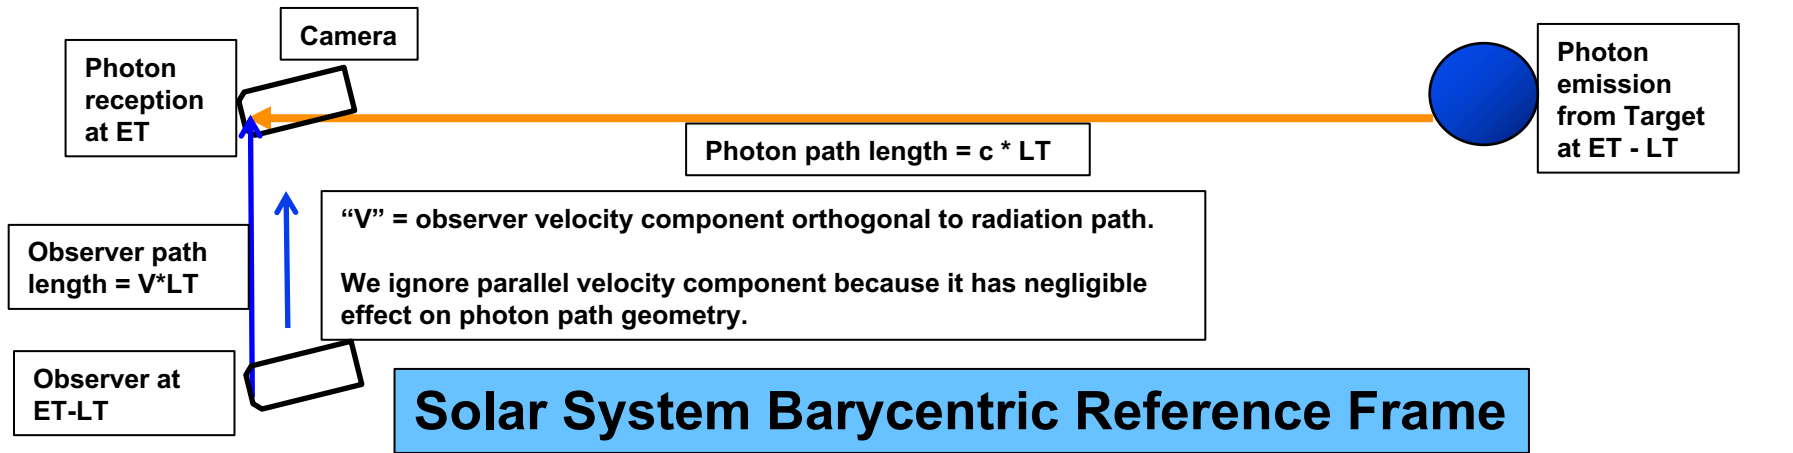 Camera
Photon
reception
at ET
Photon
emission
from Target
at ET - LT
Photon path length = c * LT
“V” = observer velocity component orthogonal to radiation path.
We ignore parallel velocity component because it has negligible
effect on photon path geometry.
Observer path
length = V*LT
Observer at
ET-LT
Solar System Barycentric Reference Frame